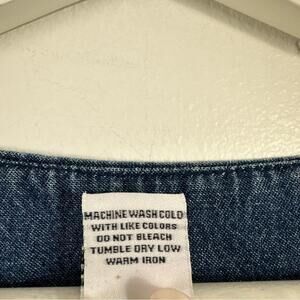 MACHINE WASH COLD
WITH LIKE COLORS
DO NOT BLEACH
TUMBLE DRY LOW
WARM IRON